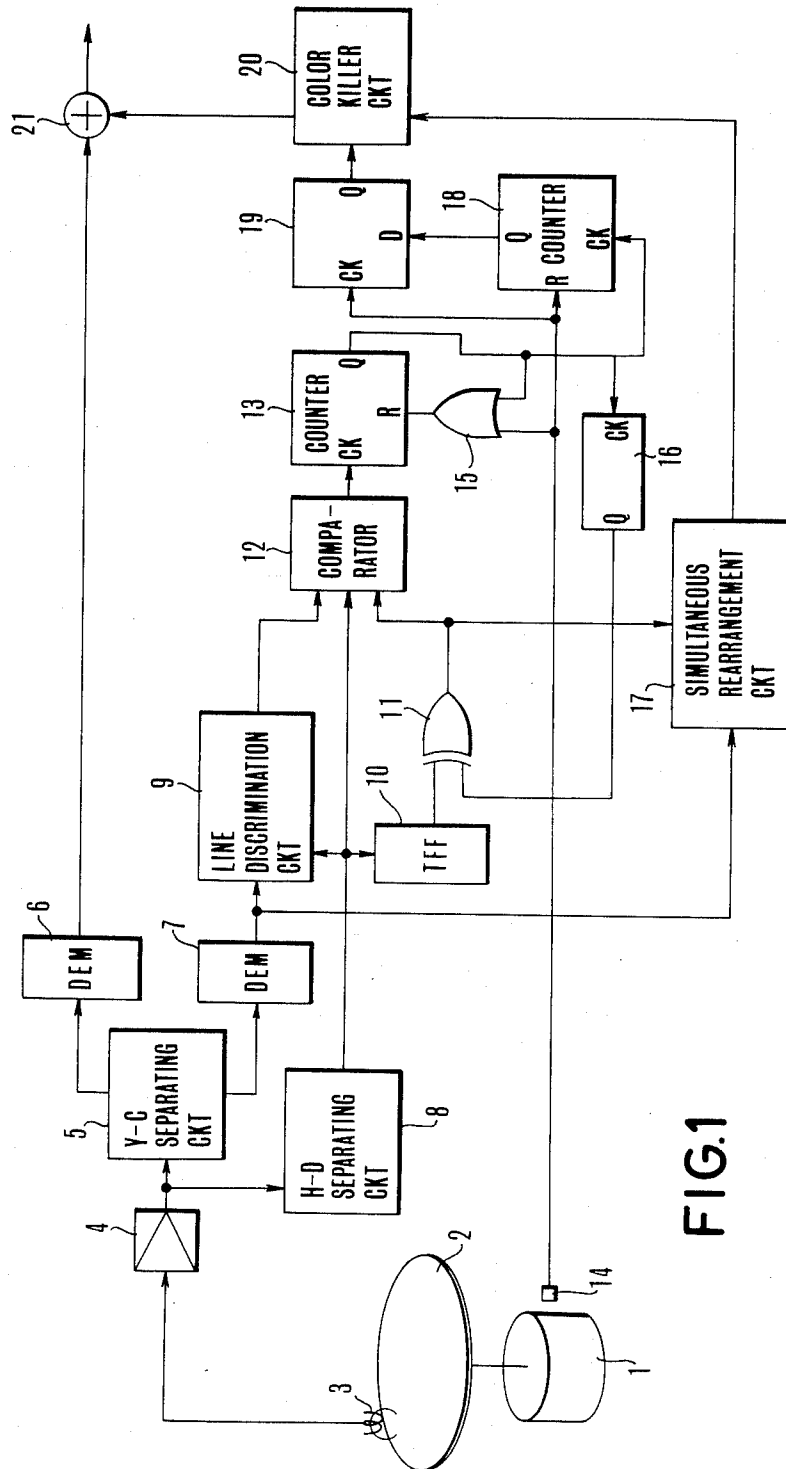 1
2
3
4
5
Y-C
SEPARATING
CKT
6
DEM
7
DEM
8
H-D
SEPARATING
CKT
9
LINE
DISCRIMINATION
CKT
10
TFF
11
12
COMPA-
RATOR
13
COUNTER
CK
Q
R
14
15
16
CK
Q
17
SIMULTANEOUS
REARRANGEMENT
CKT
18
Q
R COUNTER
CK
19
Q
CK
D
20
COLOR
KILLER
CKT
21
+
FIG.1